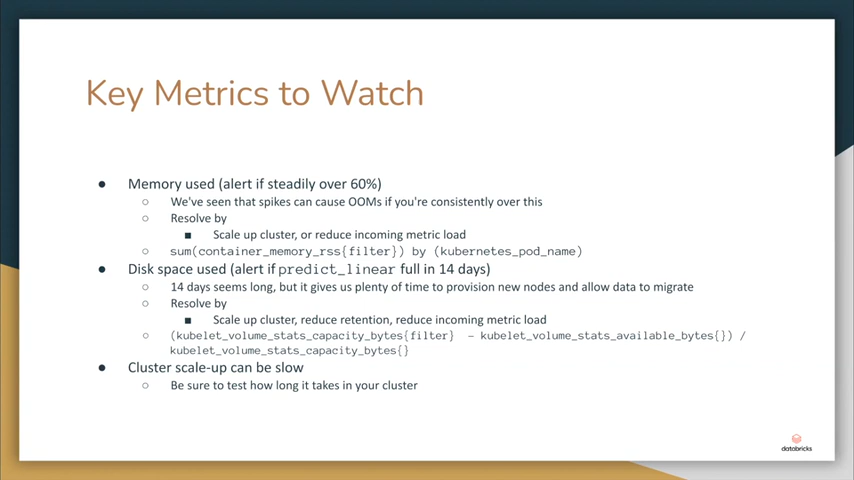 Key Metrics to Watch
● Memory used (alert if steadily over 60%)
○ We've seen that spikes can cause OOMs if you're consistently over this
○ Resolve by
■ Scale up cluster, or reduce incoming metric load
○ sum(container_memory_rss{filter}) by (kubernetes_pod_name)
● Disk space used (alert if predict_linear full in 14 days)
○ 14 days seems long, but it gives us plenty of time to provision new nodes and allow data to migrate
○ Resolve by
■ Scale up cluster, reduce retention, reduce incoming metric load
○ (kubelet_volume_stats_capacity_bytes{filter} - kubelet_volume_stats_available_bytes{}) /
kubelet_volume_stats_capacity_bytes{}
● Cluster scale-up can be slow
○ Be sure to test how long it takes in your cluster
databricks